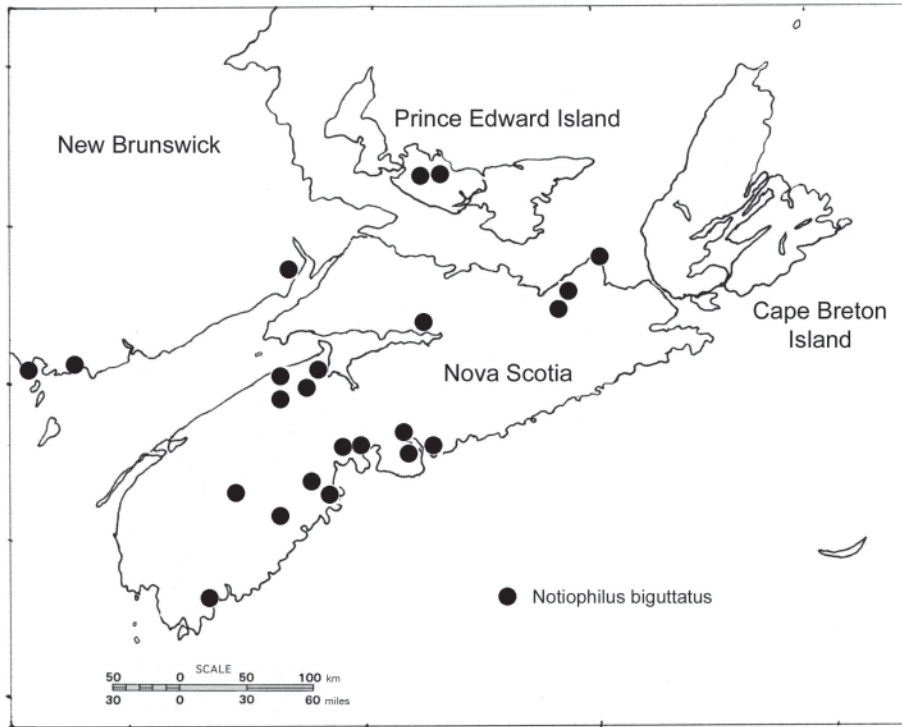 Prince Edward Island
New Brunswick
Cape Breton
Island
Nova Scotia
Notiophilus biguttatus
SCALE
50 0 50 100 km
30 0 30 60 miles